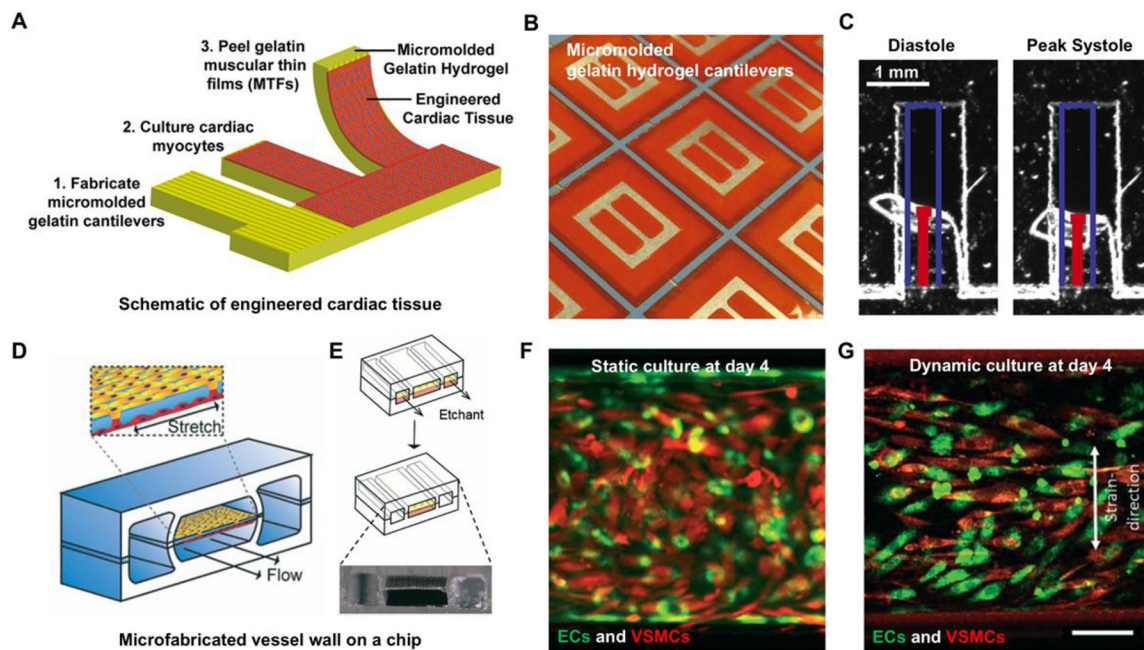 A
3. Peel gelatin
muscular thin
films (MTFs)
Micromolded
Gelatin Hydrogel
Engineered
Cardiac Tissue
2. Culture cardiac
myocytes
1. Fabricate
micromolded
gelatin cantilevers
Schematic of engineered cardiac tissue
B
Micromolded
gelatin hydrogel cantilevers
C
Diastole
Peak Systole
1 mm
D
Stretch
Flow
E
Etchant
Microfabricated vessel wall on a chip
F
Static culture at day 4
ECs and VSMCs
G
Dynamic culture at day 4
Strain-
direction
ECs and VSMCs